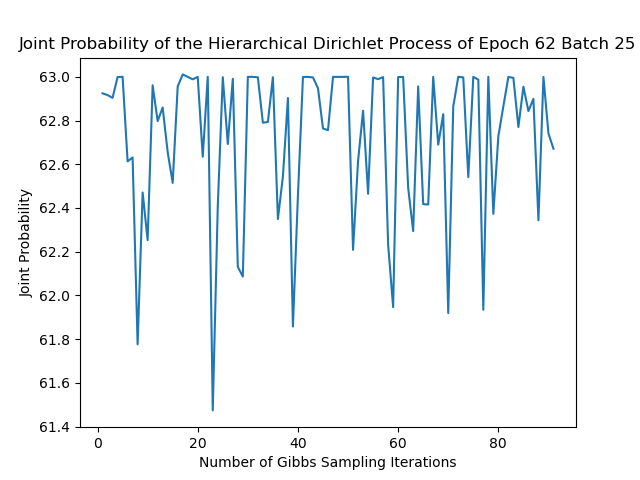 Joint Probability of the Hierarchical Dirichlet Process of Epoch 62 Batch 25
63.0
62.8
62.6
62.4
62.2
62.0
61.8
61.6
61.4
Joint Probability
0 20 40 60 80
Number of Gibbs Sampling Iterations